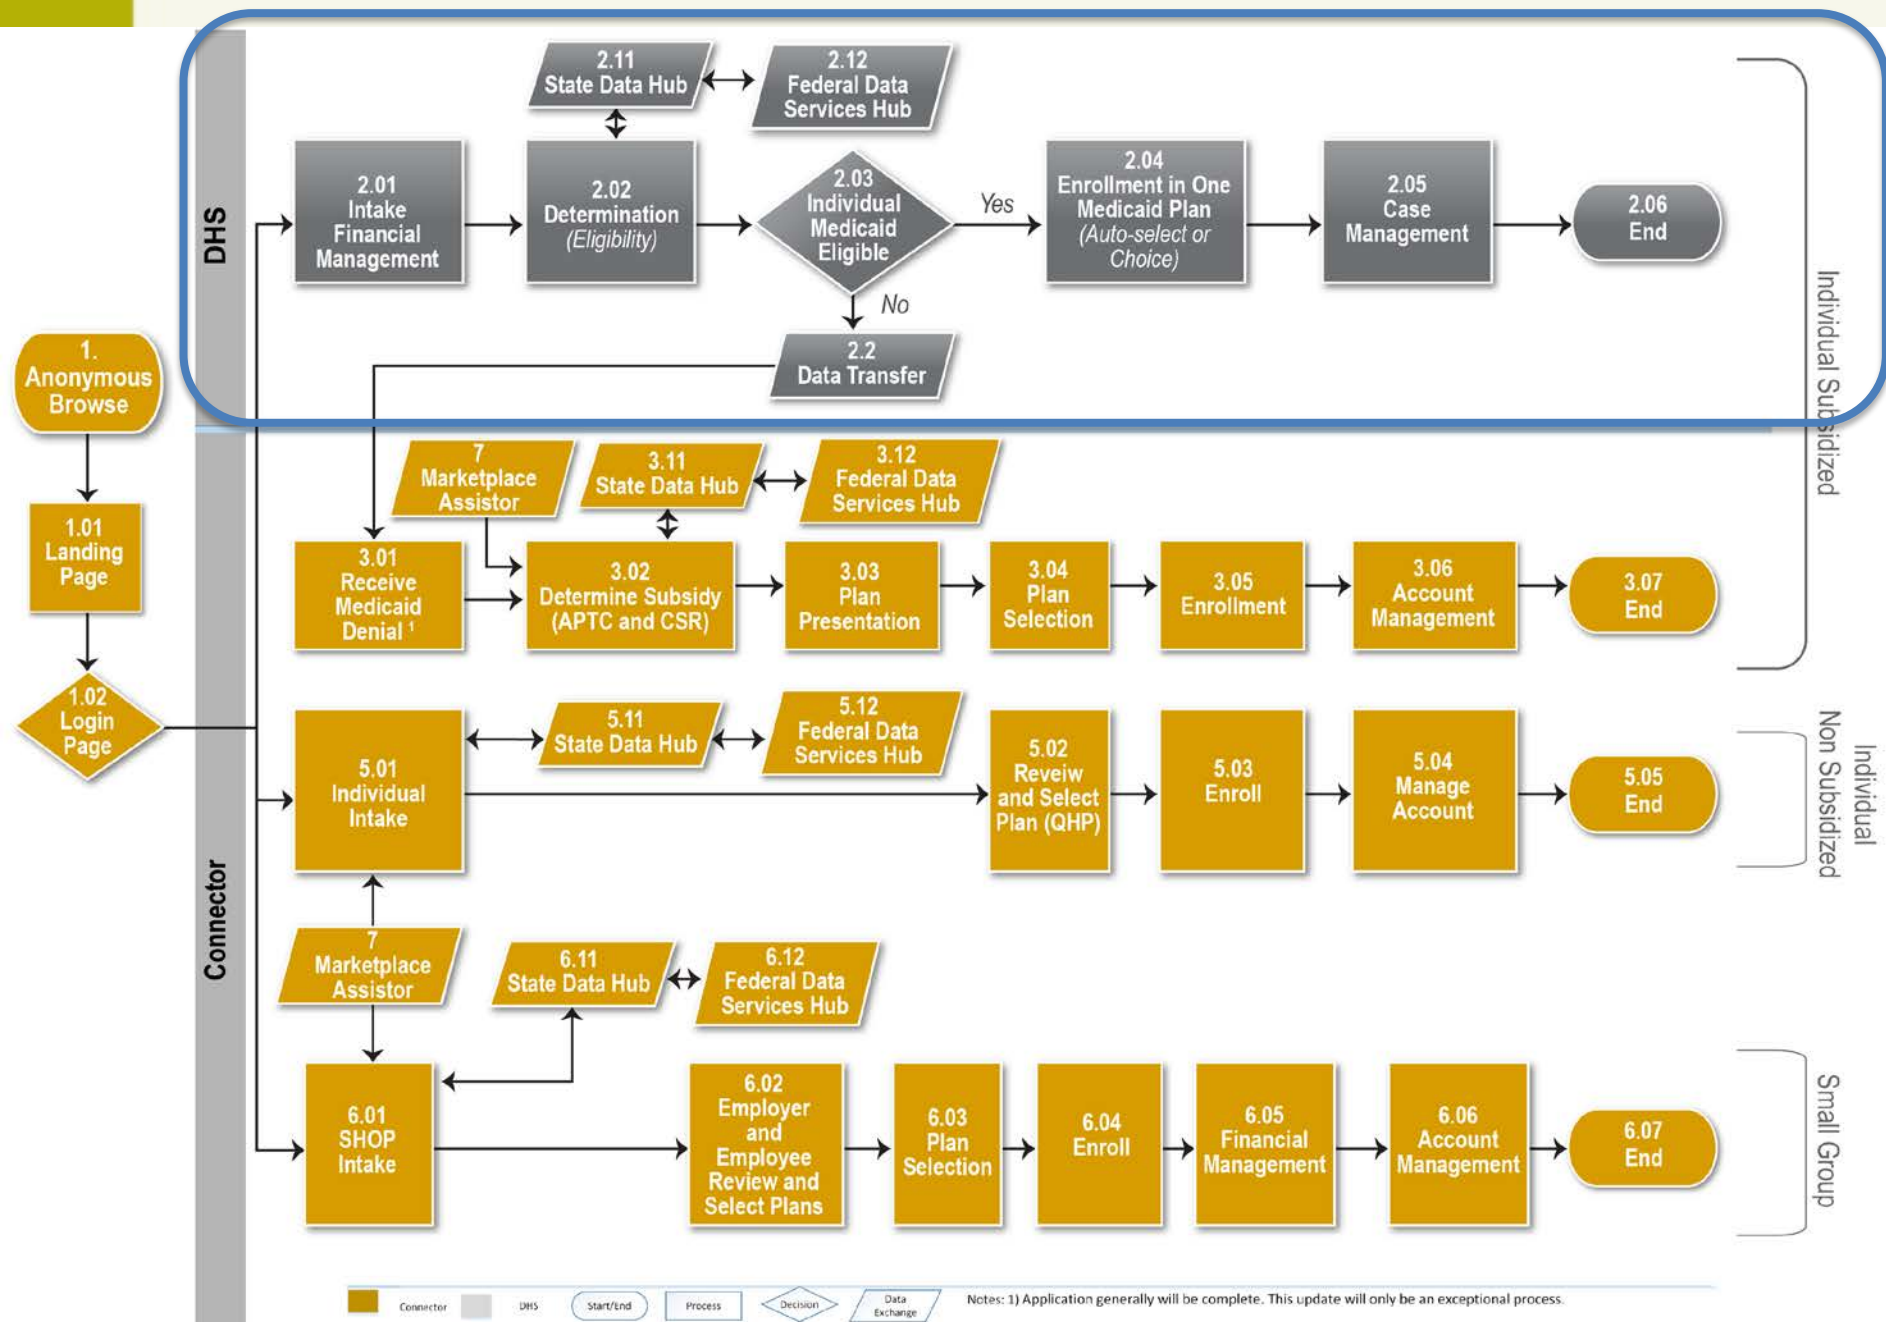 2.11
State Data Hub
2.12
Federal Data
Services Hub
DHS
2.01
Intake
Financial
Management
2.02
Determination
(Eligibility)
2.03
Individual
Medicaid
Eligible
Yes
No
2.04
Enrollment in One
Medicaid Plan
(Auto-select or
Choice)
2.05
Case
Management
2.06
End
2.2
Data Transfer
Individual Subsidized
1.
Anonymous
Browse
1.01
Landing
Page
1.02
Login
Page
Connector
7
Marketplace
Assistor
3.11
State Data Hub
3.12
Federal Data
Services Hub
3.01
Receive
Medicaid
Denial 1
3.02
Determine Subsidy
(APTC and CSR)
3.03
Plan
Presentation
3.04
Plan
Selection
3.05
Enrollment
3.06
Account
Management
3.07
End
5.11
State Data Hub
5.12
Federal Data
Services Hub
5.01
Individual
Intake
5.02
Reveiw
and Select
Plan (QHP)
5.03
Enroll
5.04
Manage
Account
5.05
End
Individual
Non Subsidized
7
Marketplace
Assistor
6.11
State Data Hub
6.12
Federal Data
Services Hub
6.01
SHOP
Intake
6.02
Employer
and
Employee
Review and
Select Plans
6.03
Plan
Selection
6.04
Enroll
6.05
Financial
Management
6.06
Account
Management
6.07
End
Small Group
Connector
DHS
Start/End
Process
Decision
Data
Exchange
Notes: 1) Application generally will be complete. This update will only be an exceptional process.